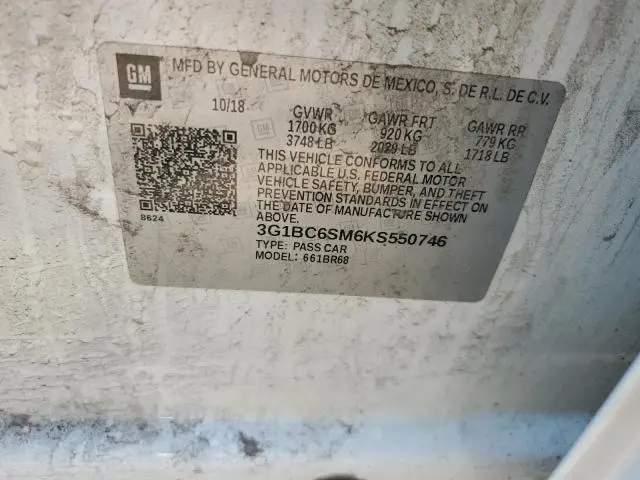 GM
MFD BY GENERAL MOTORS DE MEXICO, S. DE R.L. DE C.V.
10/18 GVWR GAWR FRT GAWR RR
1700 KG 920 KG 779 KG
3748 LB 2029 LB 1718 LB
THIS VEHICLE CONFORMS TO ALL
APPLICABLE U.S. FEDERAL MOTOR
VEHICLE SAFETY, BUMPER, AND THEFT
PREVENTION STANDARDS IN EFFECT ON
THE DATE OF MANUFACTURE SHOWN
ABOVE.
8624
3G1BC6SM6KS550746
TYPE: PASS CAR
MODEL: 661BR68